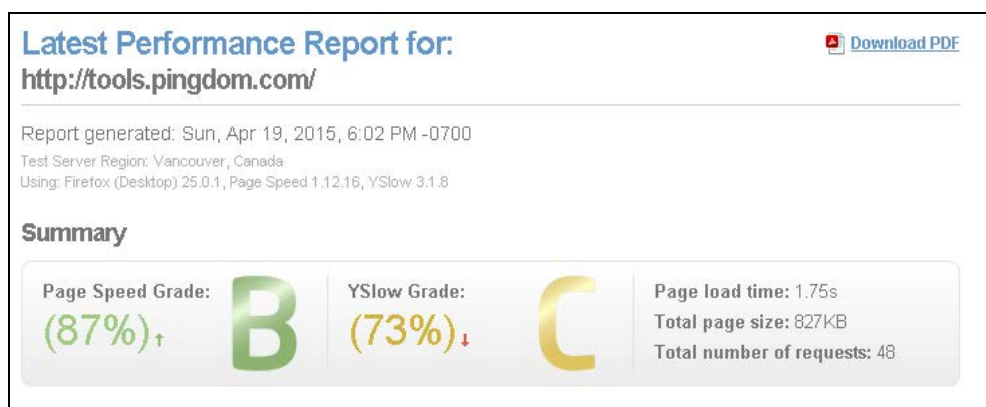 Latest Performance Report for:
Download PDF
http://tools.pingdom.com/
Report generated: Sun, Apr 19, 2015, 6:02 PM -0700
Test Server Region: Vancouver, Canada
Using: Firefox (Desktop) 25.0.1, Page Speed 1.12.16, YSlow 3.1.8
Summary
Page Speed Grade:
(87%)↑
B
YSlow Grade:
(73%)↓
C
Page load time: 1.75s
Total page size: 827KB
Total number of requests: 48